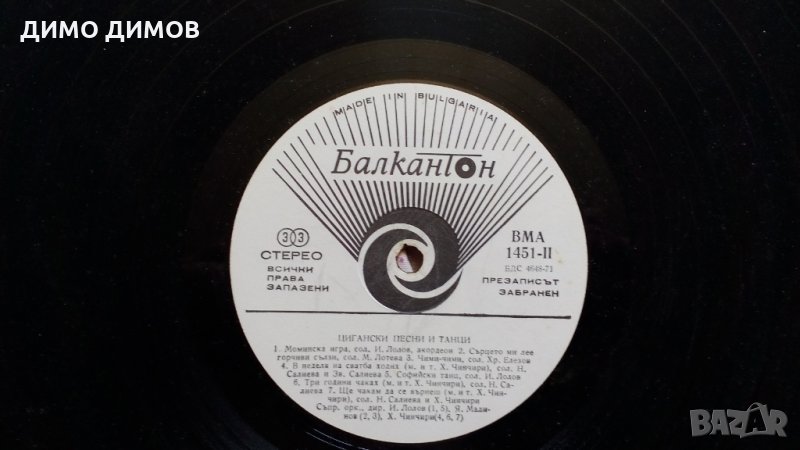 ДИМО ДИМОВ
MADE IN BULGARIA
Балкантон
33
СТЕРЕО
ВСИЧКИ
ПРАВА
ЗАПАЗЕНИ
ВМА
1451-II
БДС 4648-71
ПРЕЗАПИСЪТ
ЗАБРАНЕН
ЦИГАНСКИ ПЕСНИ И ТАНЦИ
1. Моминска игра, сол. И. Лолов, акордеон 2. Сърцето ми лее
горчиви сълзи, сол. М. Лотева 3. Чими-чими, сол. Хр. Елехов
4. В неделя на сватба ходих (м. и т. Х. Чинчири), сол. Н.
Салиева и Зв. Салиева 5. Софийски танц, сол. И. Лолов
6. Три години чаках (м. и т. Х. Чинчири), сол. Н. Са-
лиева 7. Ще чакам да се върнеш (м. и т. Х. Чин-
чири), сол. Н. Салиева и Х. Чинчири
Съпр. орк., дир. И. Лолов (1, 5), Я. Мали-
нов (2, 3), Х. Чинчири(4, 6, 7)
BAZAR